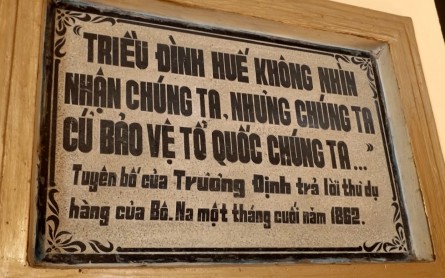 "TRIỀU ĐÌNH HUẾ KHÔNG NHÌN
NHẬN CHÚNG TA, NHƯNG CHÚNG TA
CỨ BẢO VỆ TỔ QUỐC CHÚNG TA..."
Tuyên bố của Trương Định trả lời thư dụ
hàng của Bô.Na một tháng cuối năm 1862.